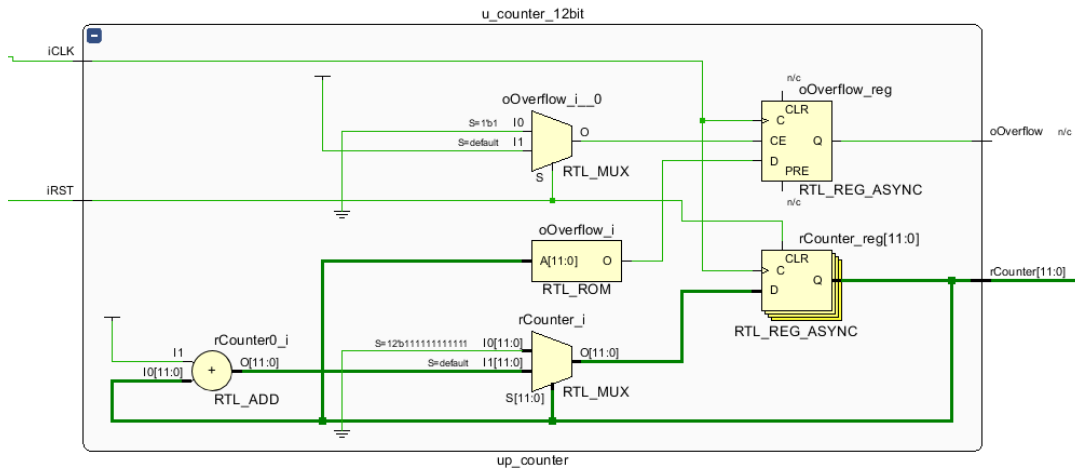 u_counter_12bit
iCLK
n/c
oOverflow_i__0
oOverflow_reg
S=1'b1 I0
CLR
C
oOverflow n/c
S=default I1
O
CE Q
D
S
RTL_MUX
PRE
iRST
RTL_REG_ASYNC
n/c
oOverflow_i
rCounter_reg[11:0]
A[11:0] O
CLR
C
rCounter[11:0]
Q
RTL_ROM
D
rCounter_i
RTL_REG_ASYNC
rCounter0_i
S=12'b111111111111 I0[11:0]
I1
O[11:0]
I0[11:0]
+
O[11:0]
S=default I1[11:0]
RTL_MUX
RTL_ADD
S[11:0]
up_counter